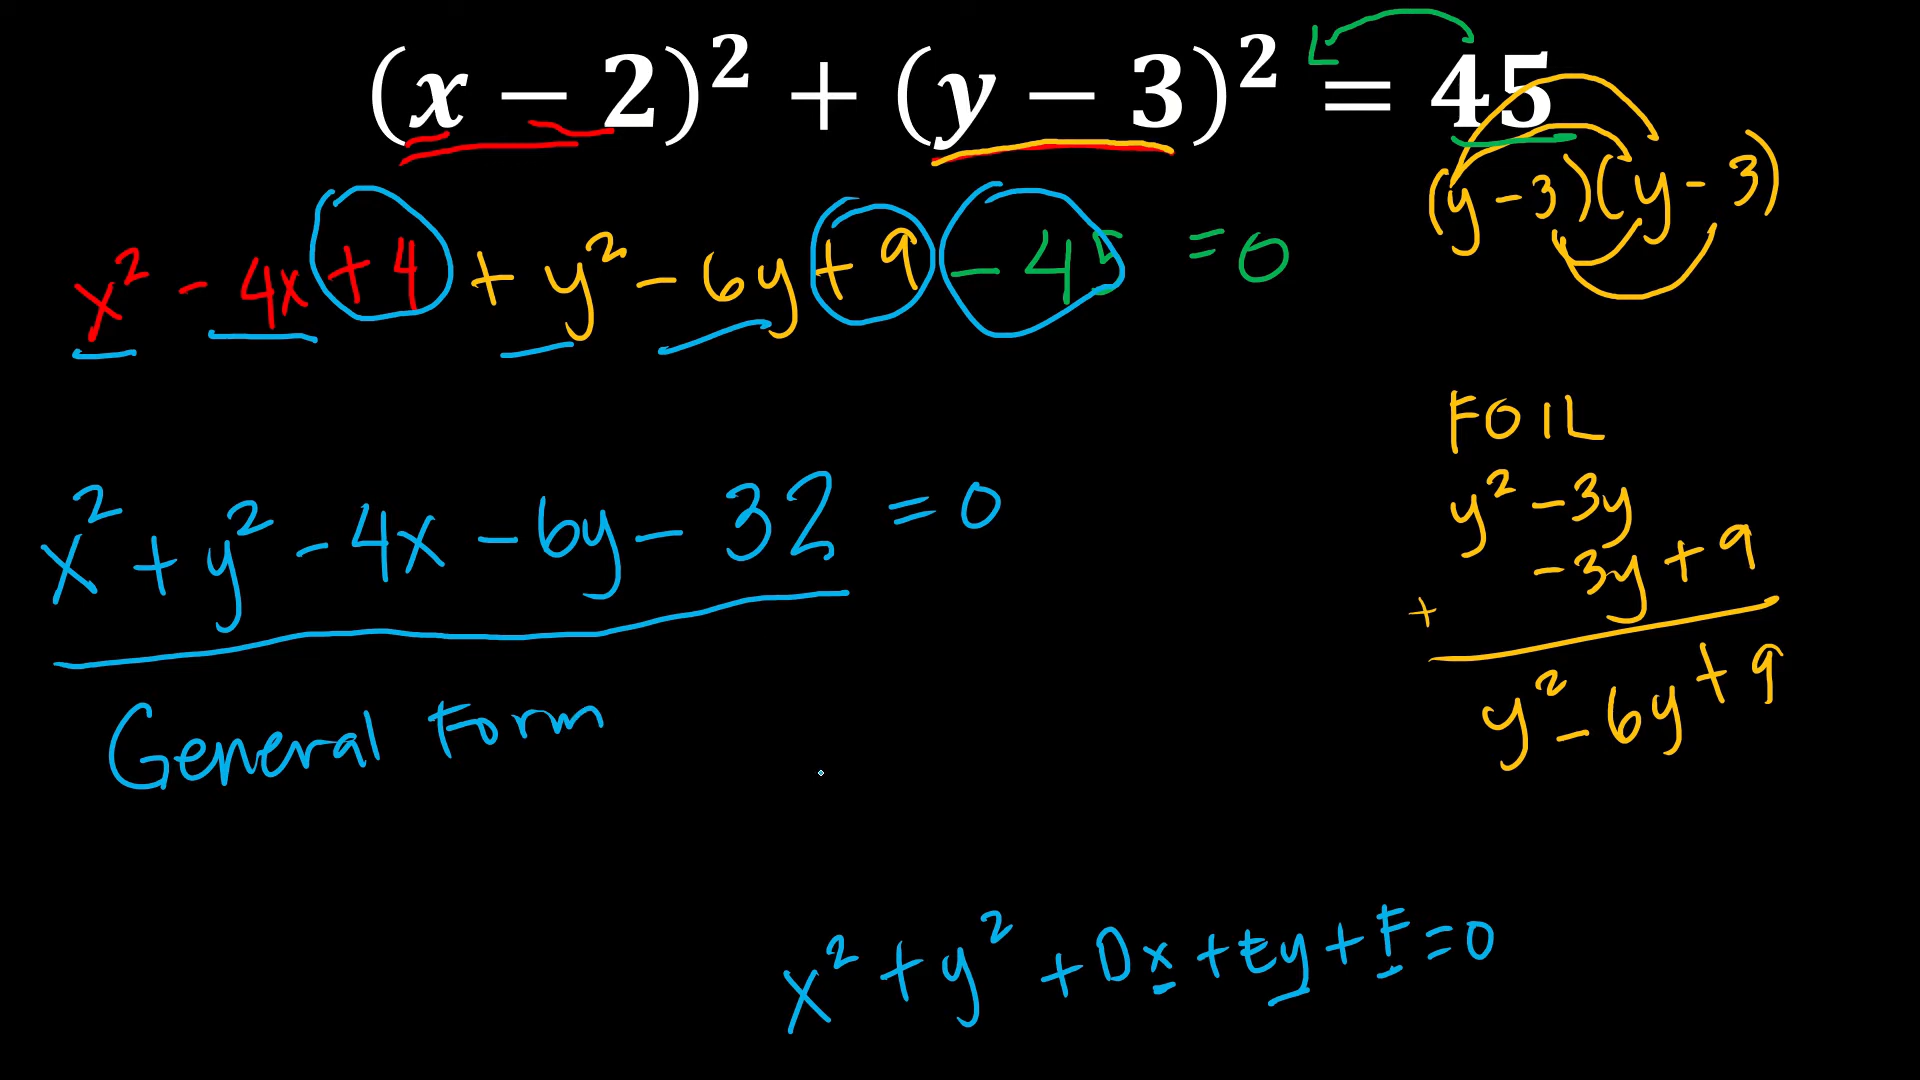 (x − 2)² + (y − 3)² = 45
(y − 3)(y − 3)
x² − 4x + 4 + y² − 6y + 9 − 45 = 0
FOIL
y² − 3y
− 3y + 9
+
y² − 6y + 9
x² + y² − 4x − 6y − 32 = 0
General Form
x² + y² + Dx + Ey + F = 0